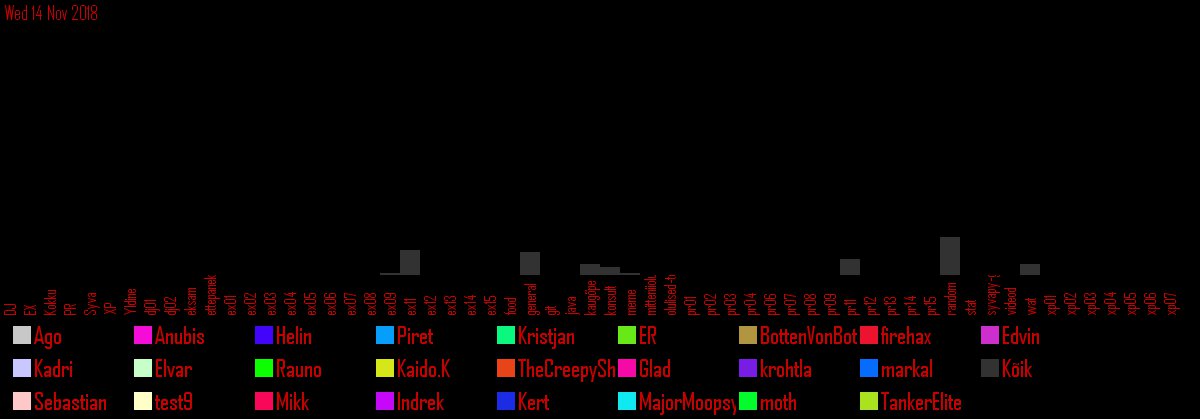 Wed 14 Nov 2018
DJ EX Kokku PR Syva XP Yldine dj01 dj02 eksam ettepanek ex01 ex02 ex03 ex04 ex05 ex06 ex07 ex08 ex09 ex11 ex12 ex13 ex14 ex15 food general git java kaugõpe konsult meme mitteniiolu. olulised-h pr01 pr02 pr03 pr04 pr06 pr07 pr08 pr09 pr11 pr12 pr13 pr14 pr15 random stat syvapy-t videod wat xp01 xp02 xp03 xp04 xp05 xp06 xp07
Ago Anubis Helin Piret Kristjan ER BottenVonBot firehax Edvin
Kadri Elvar Rauno Kaido.K TheCreepySh Glad krohtla markal Kõik
Sebastian test9 Mikk Indrek Kert MajorMoopsy moth TankerElite